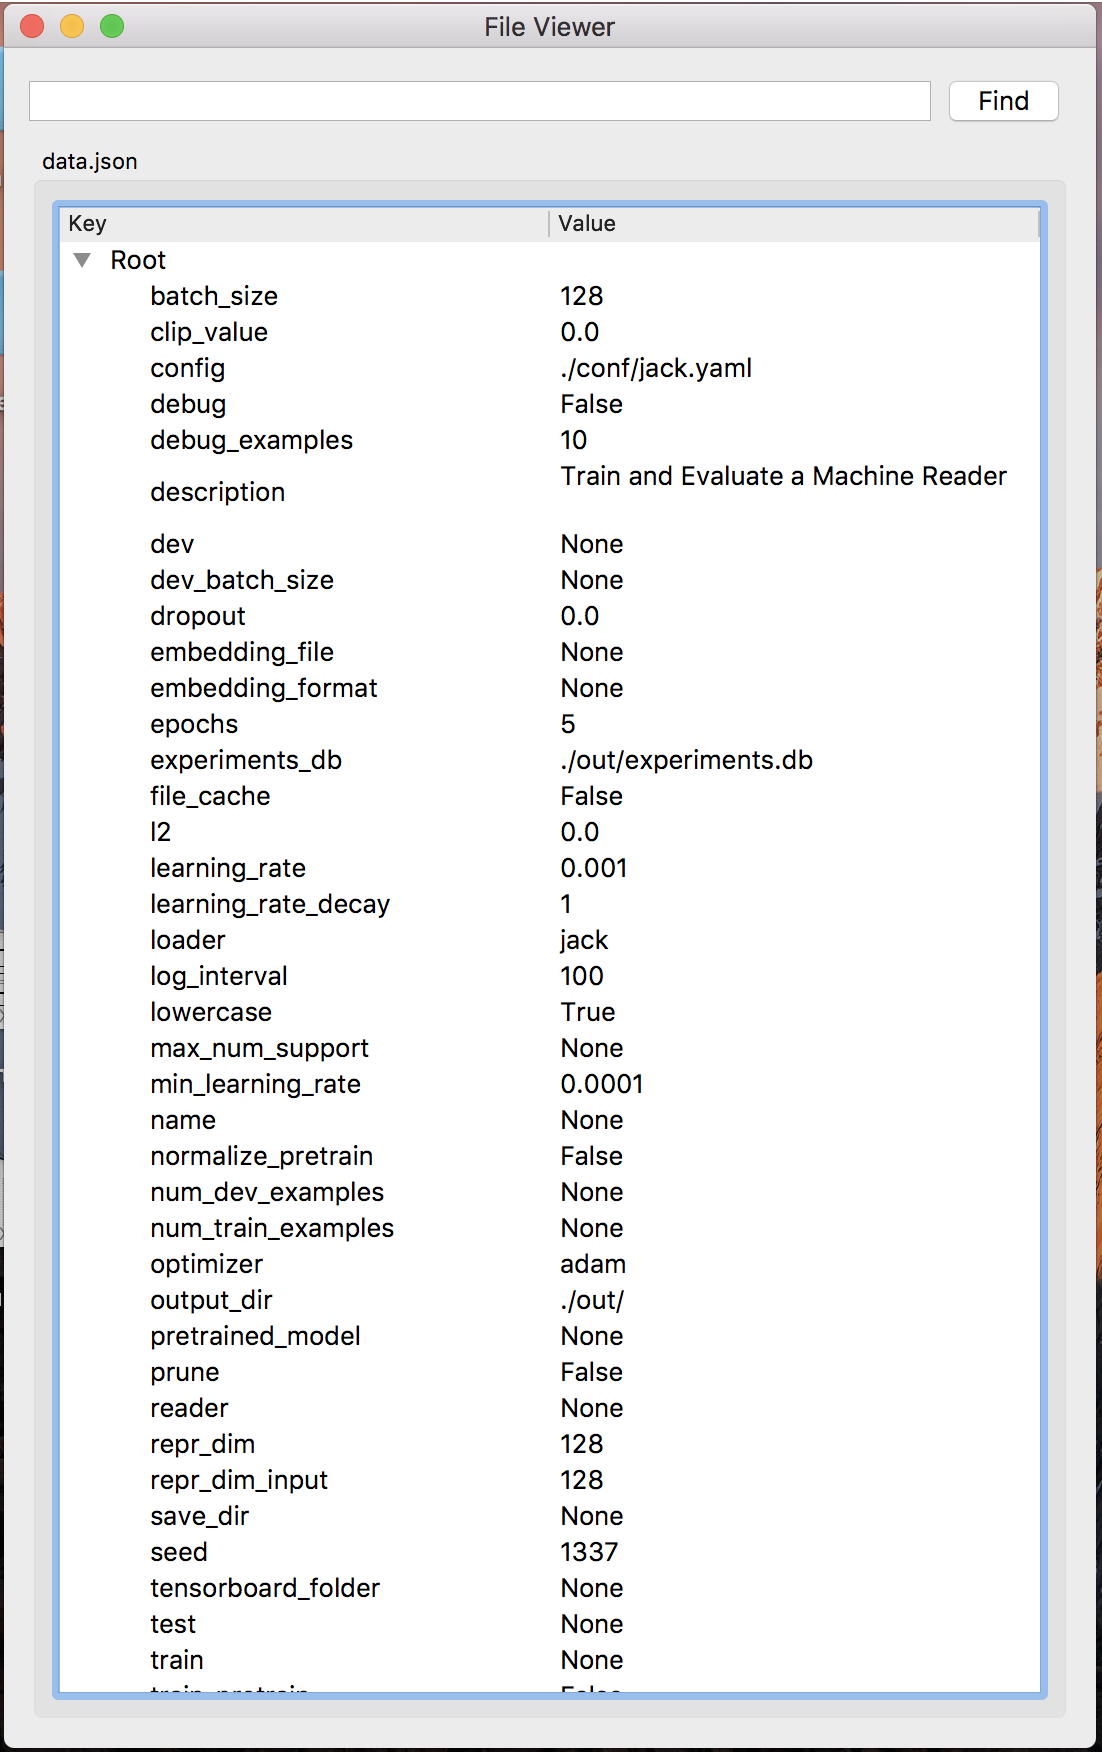 File Viewer
Find
data.json
Key Value
Root
batch_size 128
clip_value 0.0
config ./conf/jack.yaml
debug False
debug_examples 10
description Train and Evaluate a Machine Reader
dev None
dev_batch_size None
dropout 0.0
embedding_file None
embedding_format None
epochs 5
experiments_db ./out/experiments.db
file_cache False
l2 0.0
learning_rate 0.001
learning_rate_decay 1
loader jack
log_interval 100
lowercase True
max_num_support None
min_learning_rate 0.0001
name None
normalize_pretrain False
num_dev_examples None
num_train_examples None
optimizer adam
output_dir ./out/
pretrained_model None
prune False
reader None
repr_dim 128
repr_dim_input 128
save_dir None
seed 1337
tensorboard_folder None
test None
train None
train_pretrain False